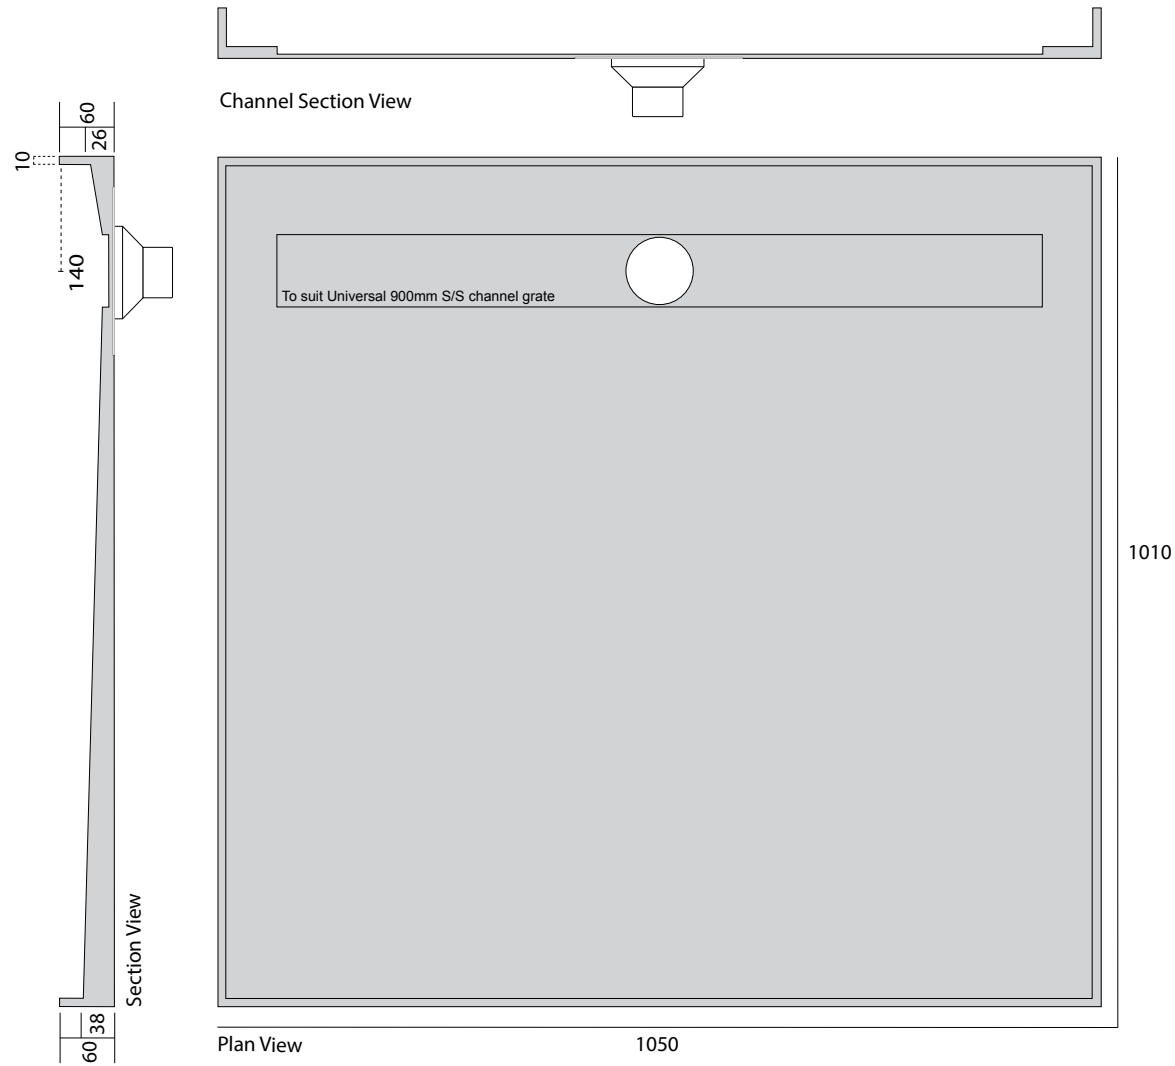 Channel Section View
60
26
10
140
To suit Universal 900mm S/S channel grate
1010
Section View
38
60
Plan View
1050